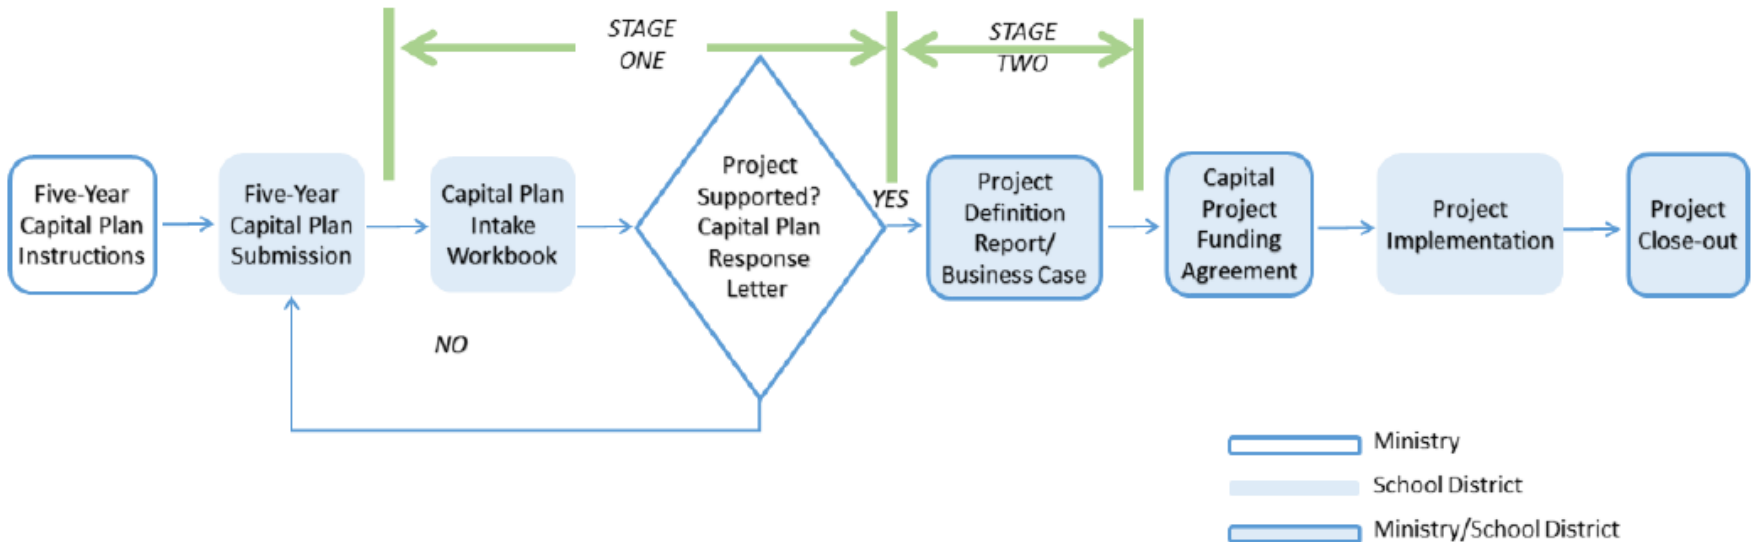 STAGE
ONE
STAGE
TWO
Five-Year
Capital Plan
Instructions
Five-Year
Capital Plan
Submission
Capital Plan
Intake
Workbook
Project
Supported?
Capital Plan
Response
Letter
YES
Project
Definition
Report/
Business Case
Capital
Project
Funding
Agreement
Project
Implementation
Project
Close-out
NO
Ministry
School District
Ministry/School District